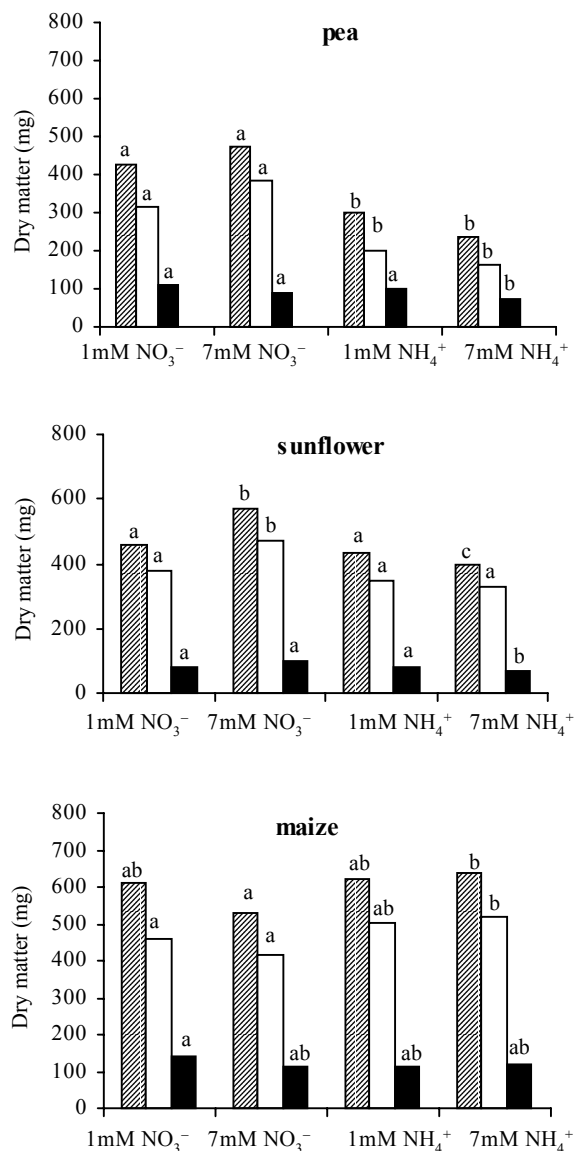 pea
Dry matter (mg)
800
700
600
500
400
300
200
100
0
a a a
a a a
b b a
b b b
1mM NO₃⁻ 7mM NO₃⁻ 1mM NH₄⁺ 7mM NH₄⁺
sunflower
Dry matter (mg)
800
600
400
200
0
a a a
b b a
a a a
c a b
1mM NO₃⁻ 7mM NO₃⁻ 1mM NH₄⁺ 7mM NH₄⁺
maize
Dry matter (mg)
800
700
600
500
400
300
200
100
0
ab a a
a a ab
ab ab ab
b b ab
1mM NO₃⁻ 7mM NO₃⁻ 1mM NH₄⁺ 7mM NH₄⁺